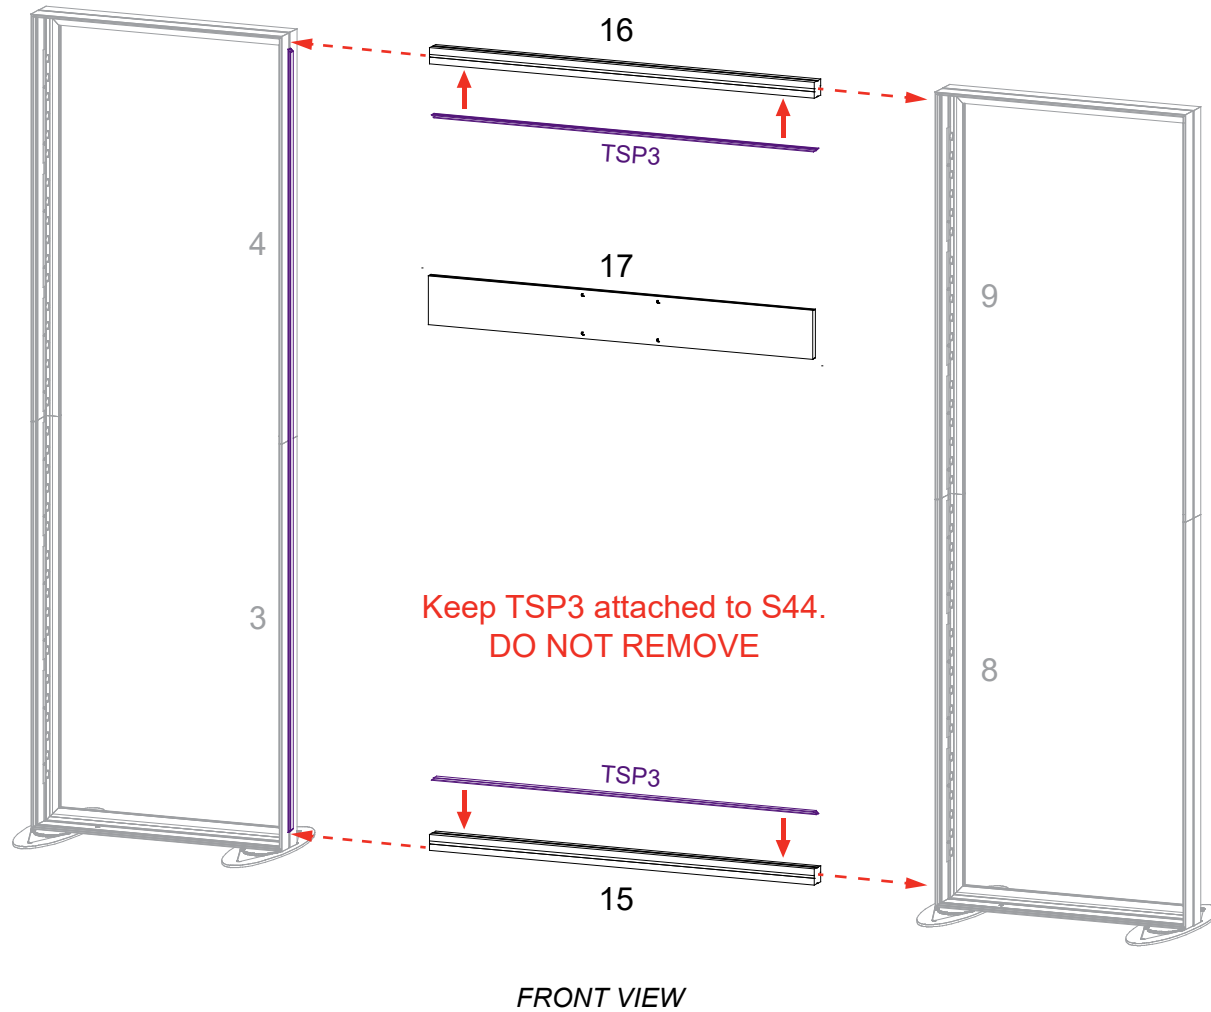 16
TSP3
4
17
9
Keep TSP3 attached to S44.
DO NOT REMOVE
3
8
TSP3
15
FRONT VIEW